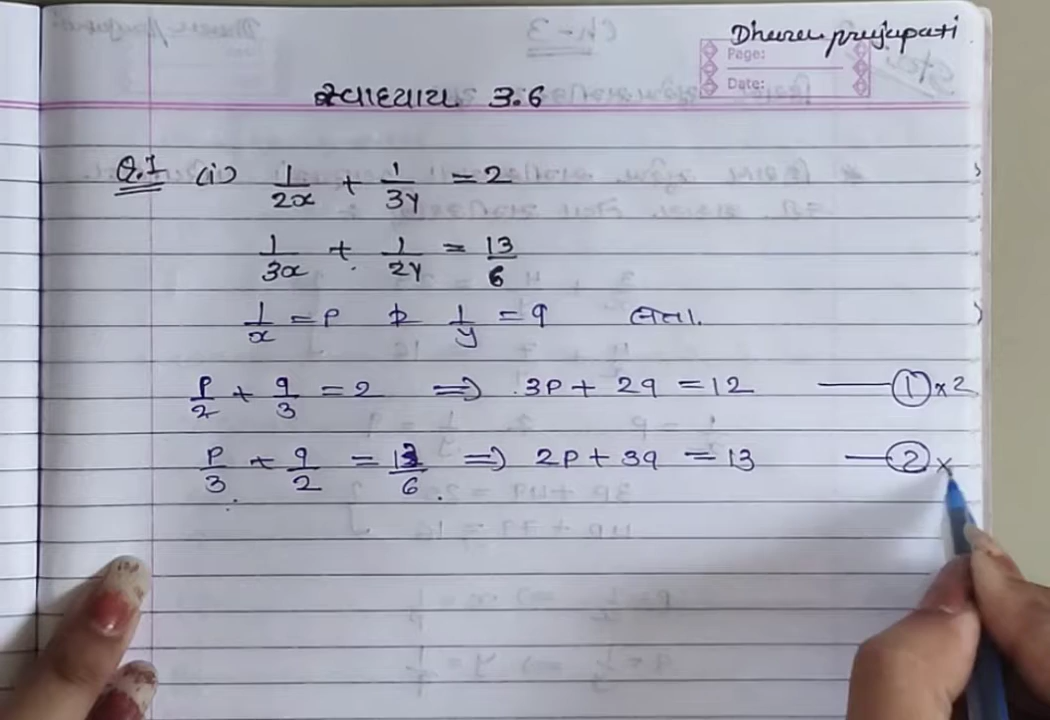 Dhruv prajapati
Page:
Date:
સ્વાધ્યાય 3.6
Q.1 (i) 1/2x + 1/3y = 2
1/3x + 1/2y = 13/6
1/x = P & 1/y = q લેતા.
P/2 + q/3 = 2 ⇒ 3P + 2q = 12 — ① × 2
P/3 + q/2 = 13/6 ⇒ 2P + 3q = 13 — ② ×